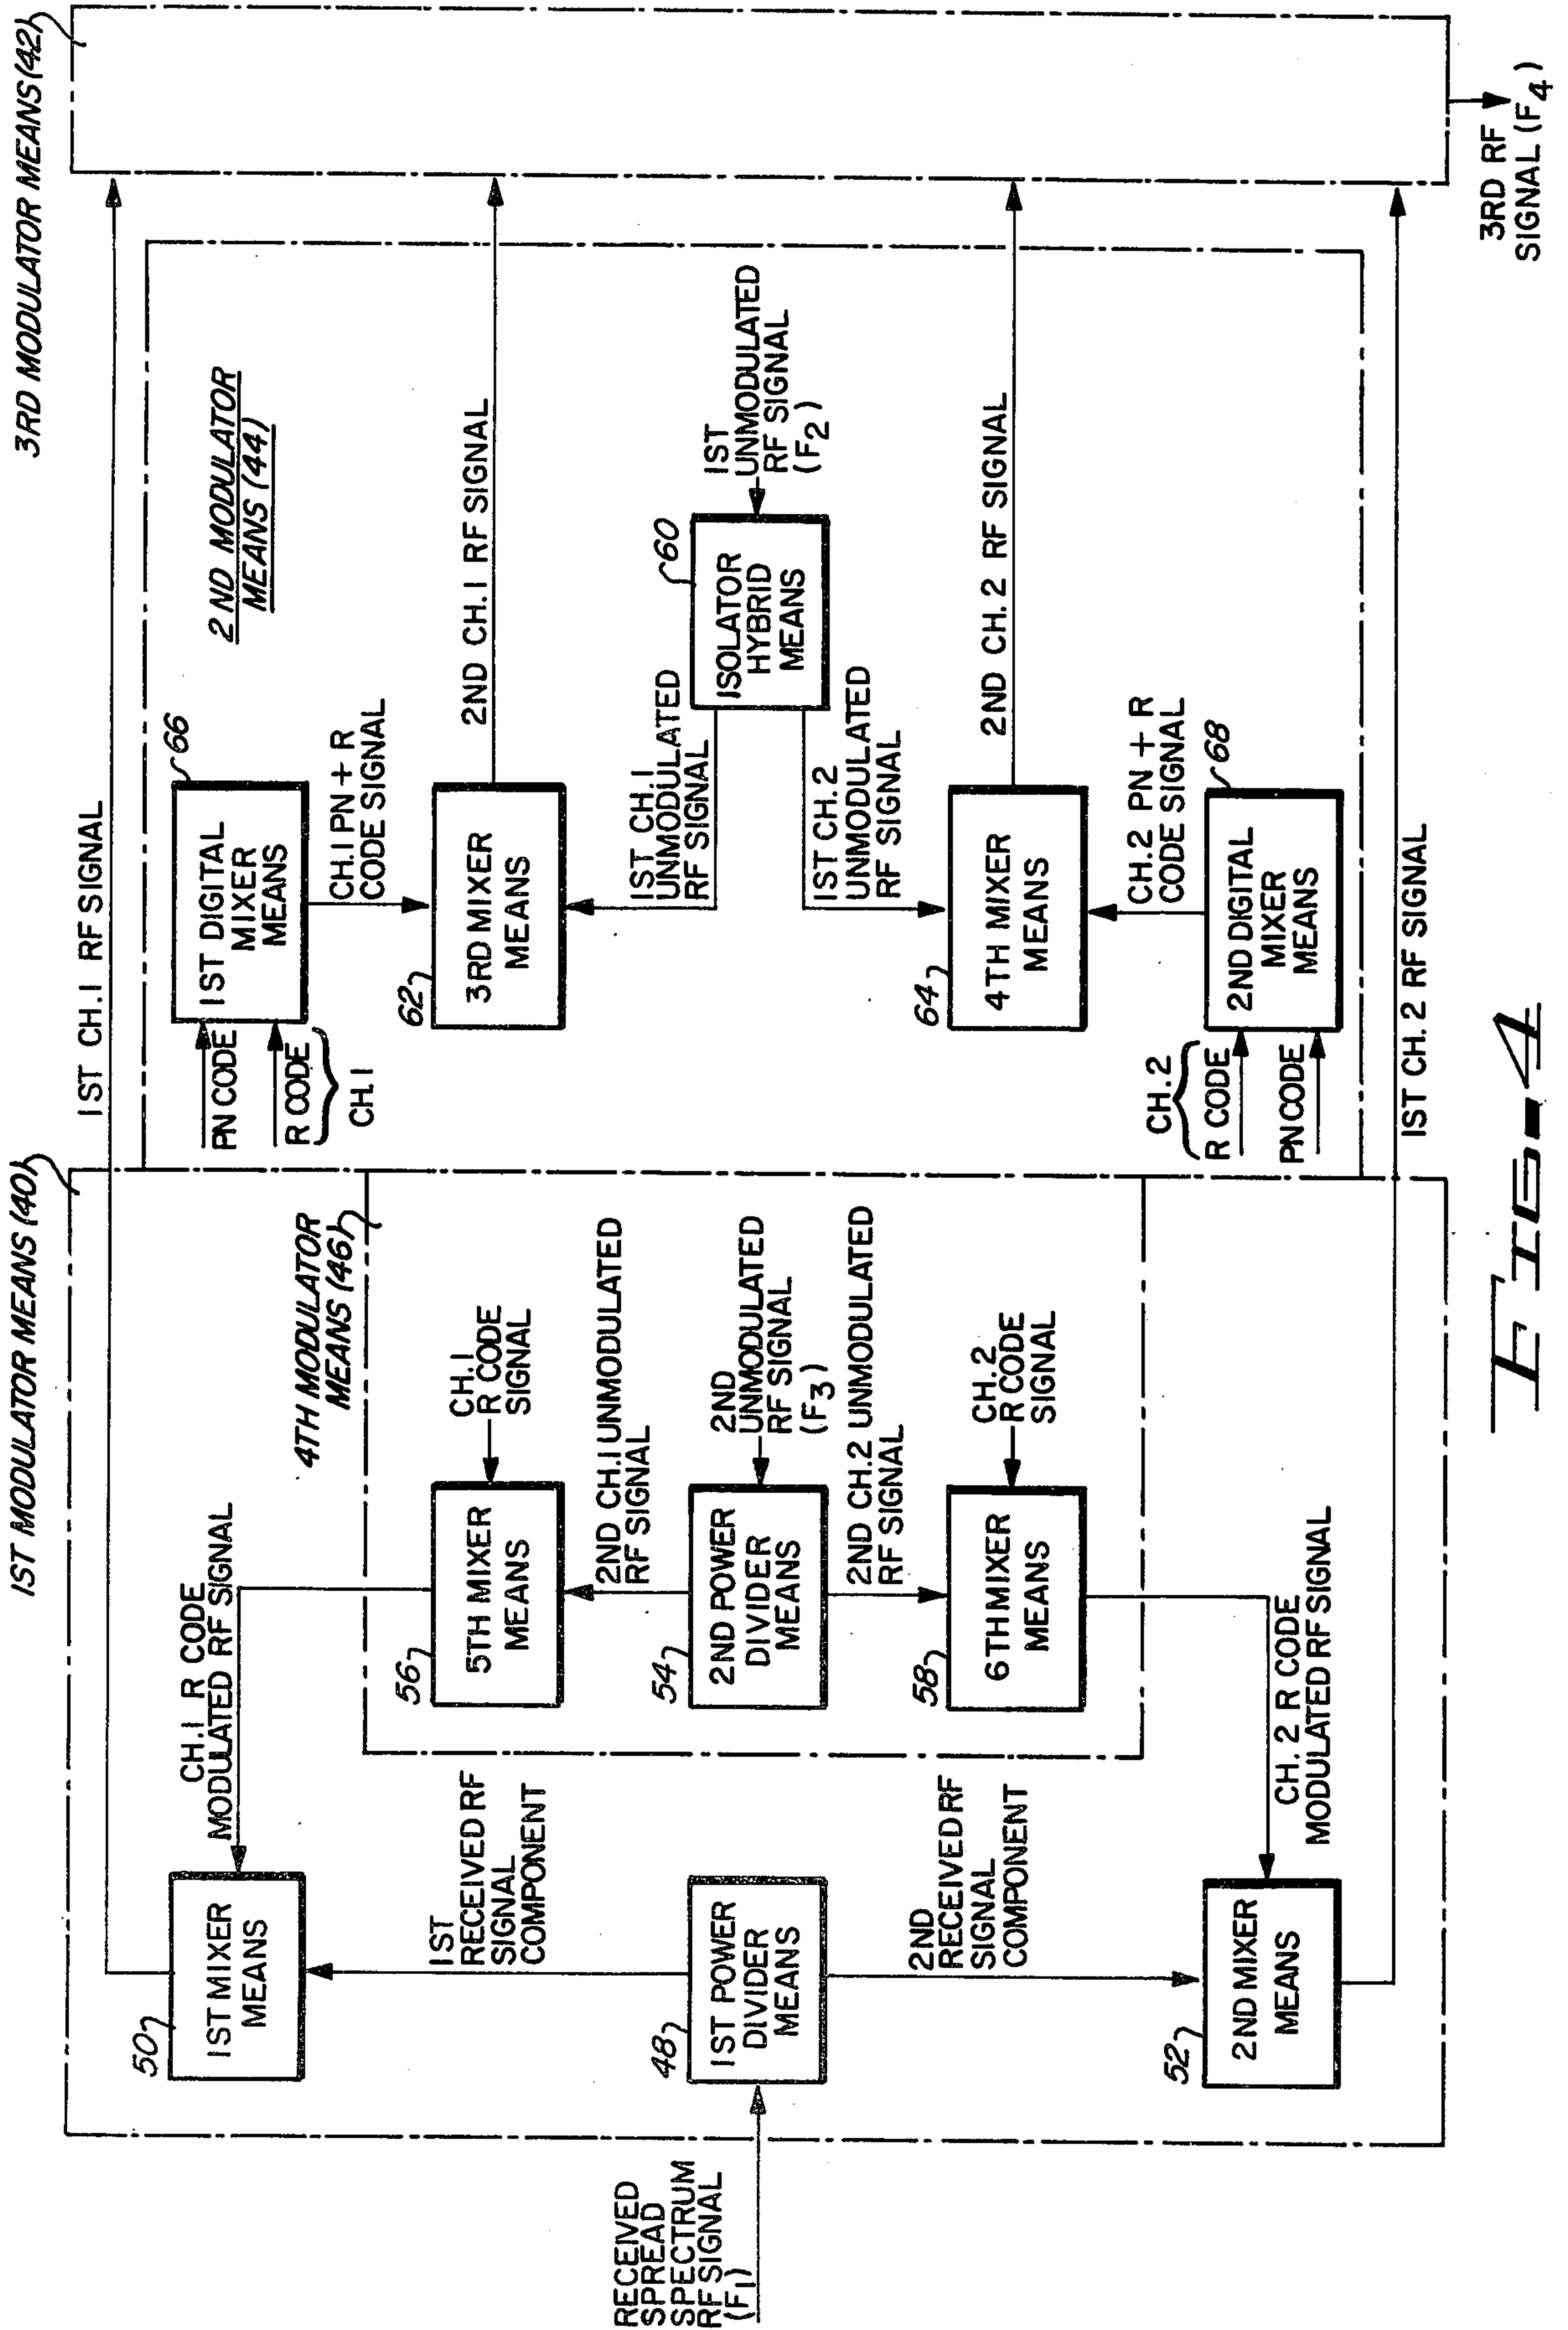 1ST MODULATOR MEANS (40)
3RD MODULATOR MEANS (42)
1ST CH.1 RF SIGNAL
50
1ST MIXER
MEANS
CH.1 R CODE
MODULATED RF SIGNAL
4TH MODULATOR
MEANS (46)
PN CODE
R CODE
CH.1
66
1ST DIGITAL
MIXER
MEANS
2ND MODULATOR
MEANS (44)
CH.1 PN + R
CODE SIGNAL
1ST
RECEIVED RF
SIGNAL
COMPONENT
56
5TH MIXER
MEANS
CH.1
R CODE
SIGNAL
62
3RD MIXER
MEANS
2ND CH.1 RF SIGNAL
2ND CH.1 UNMODULATED
RF SIGNAL
1ST CH.1
UNMODULATED
RF SIGNAL
RECEIVED
SPREAD
SPECTRUM
RF SIGNAL
(F1)
48
1ST POWER
DIVIDER
MEANS
54
2ND POWER
DIVIDER
MEANS
2ND
UNMODULATED
RF SIGNAL
(F3)
60
ISOLATOR
HYBRID
MEANS
1ST
UNMODULATED
RF SIGNAL
(F2)
2ND CH.2 UNMODULATED
RF SIGNAL
1ST CH.2
UNMODULATED
RF SIGNAL
2ND
RECEIVED RF
SIGNAL
COMPONENT
58
6TH MIXER
MEANS
CH.2
R CODE
SIGNAL
64
4TH MIXER
MEANS
2ND CH.2 RF SIGNAL
CH.2 PN + R
CODE SIGNAL
CH.2
R CODE
PN CODE
68
2ND DIGITAL
MIXER
MEANS
52
2ND MIXER
MEANS
CH. 2 R CODE
MODULATED RF SIGNAL
1ST CH.2 RF SIGNAL
3RD RF
SIGNAL (F4)
FIG-4